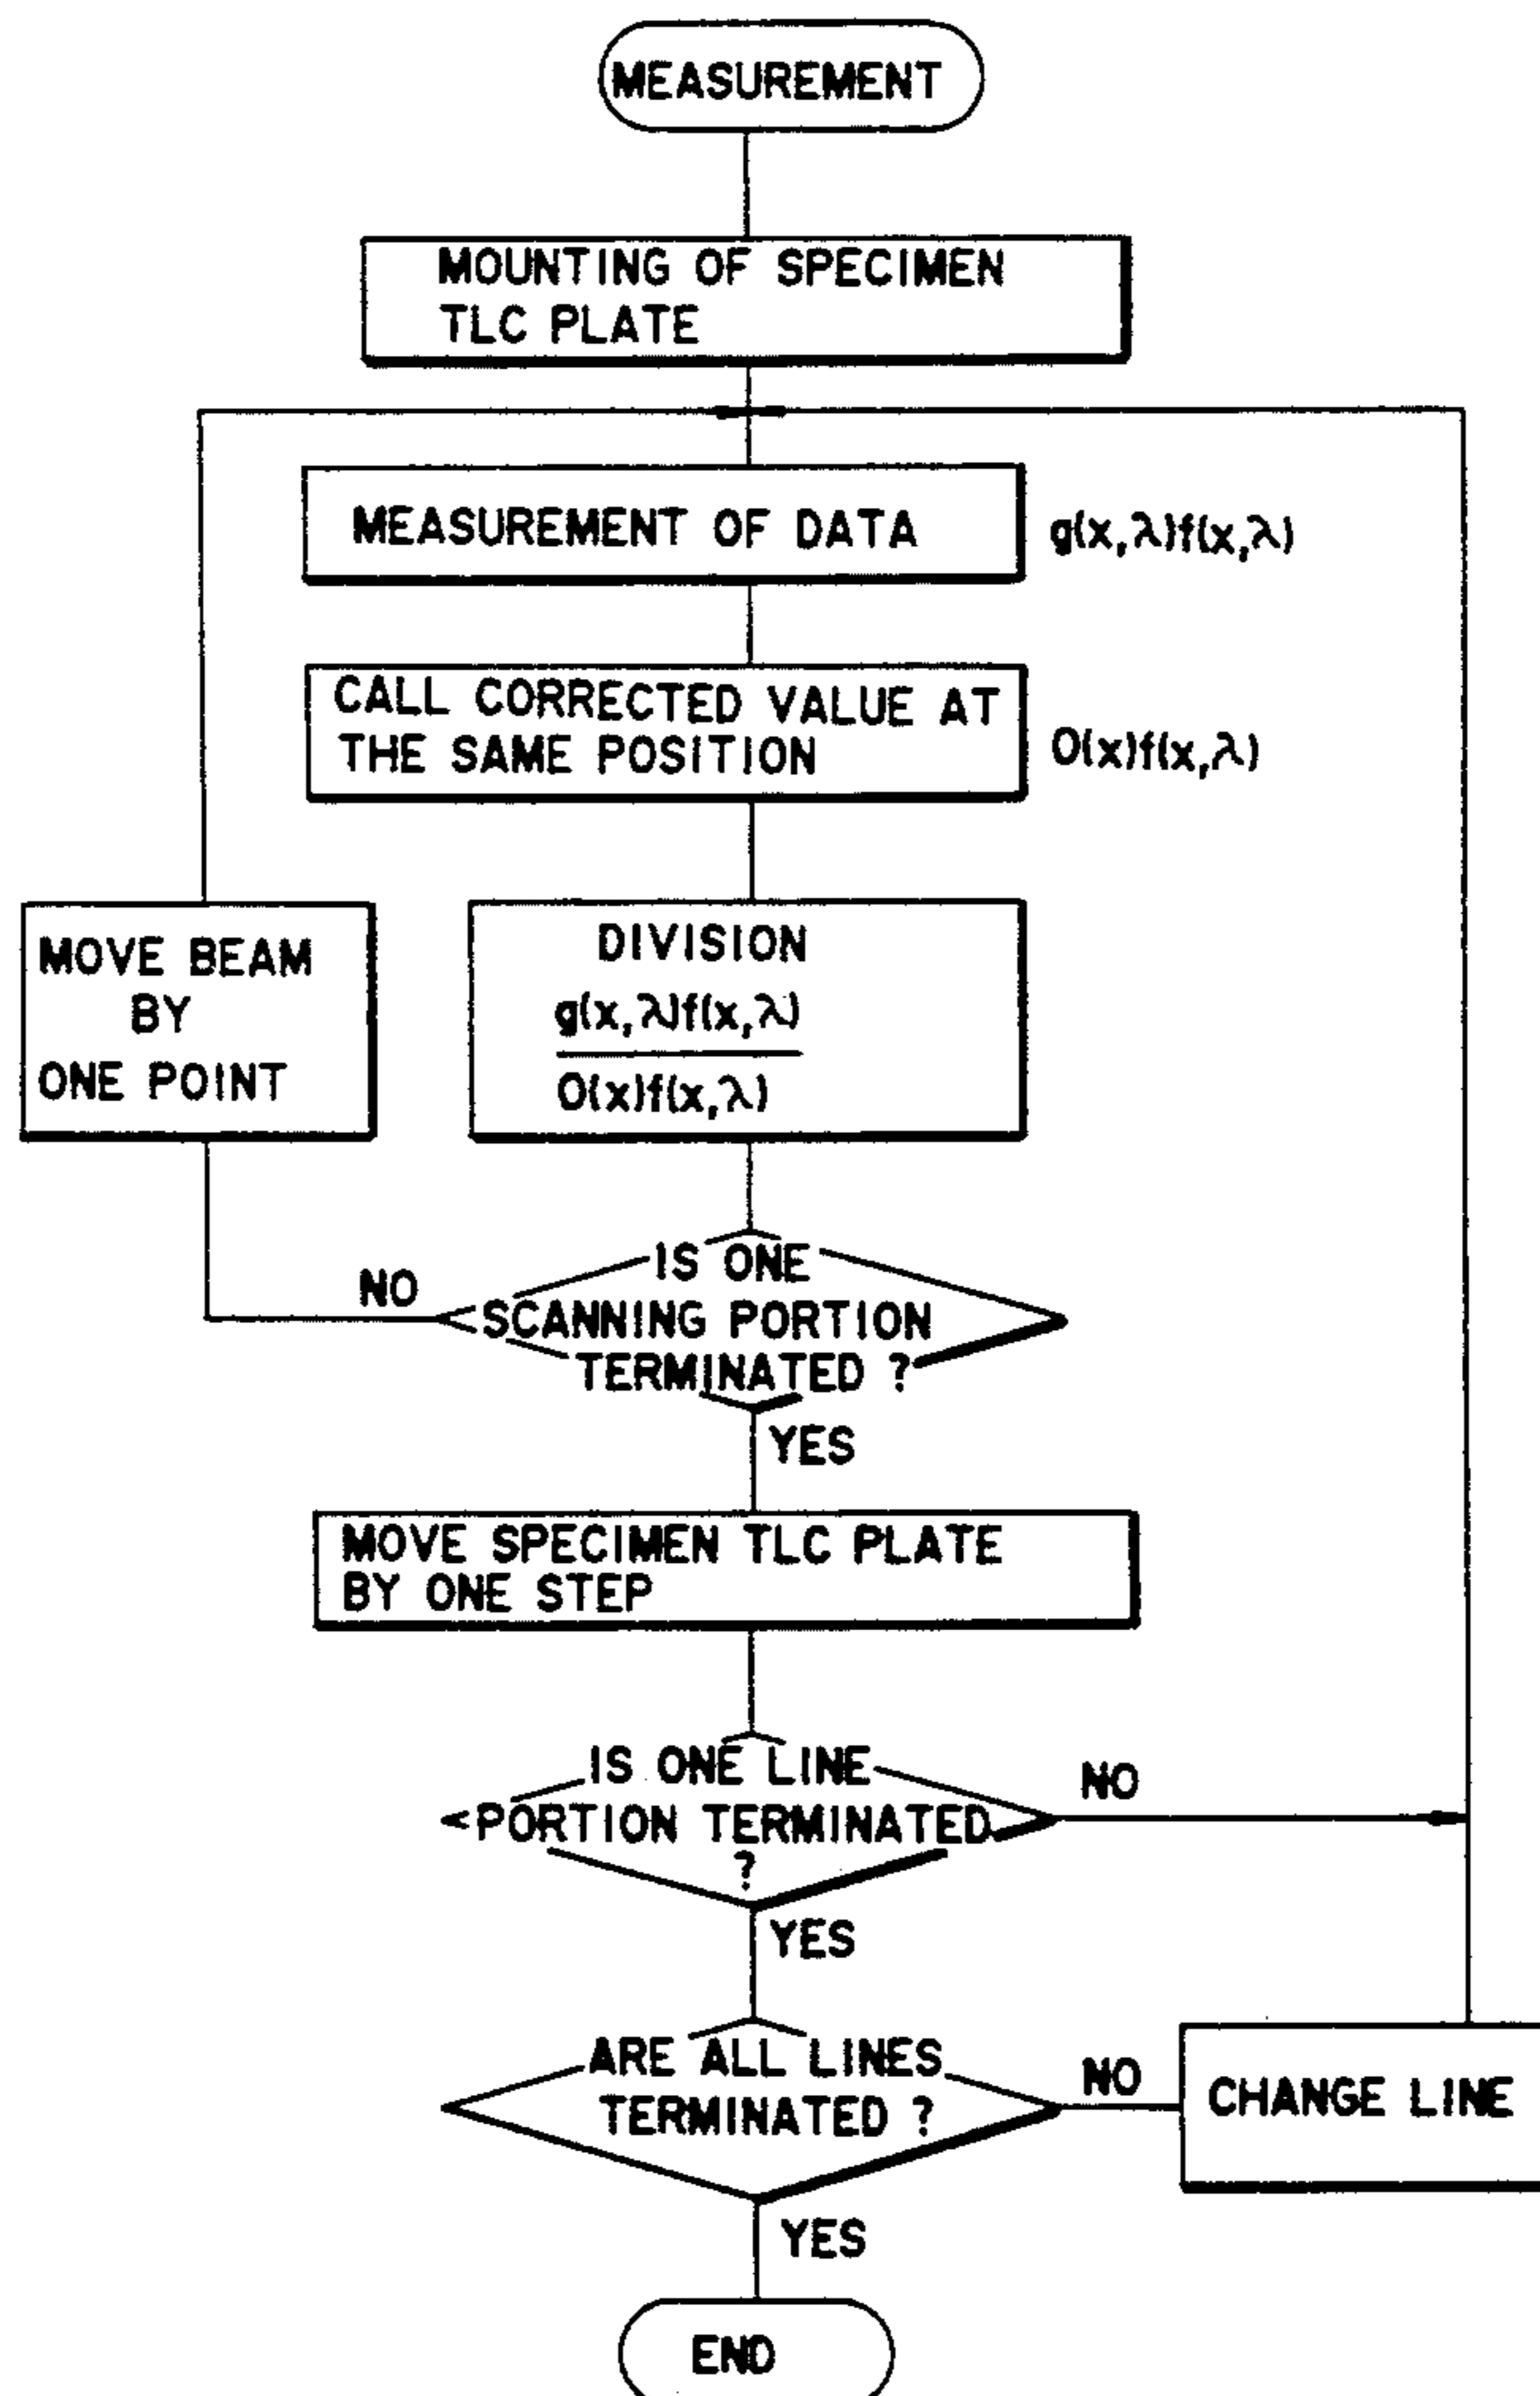 MEASUREMENT
MOUNTING OF SPECIMEN
TLC PLATE
MEASUREMENT OF DATA
g(x,λ)f(x,λ)
CALL CORRECTED VALUE AT
THE SAME POSITION
O(x)f(x,λ)
MOVE BEAM
BY
ONE POINT
DIVISION
g(x,λ)f(x,λ)
O(x)f(x,λ)
IS ONE
SCANNING PORTION
TERMINATED ?
NO
YES
MOVE SPECIMEN TLC PLATE
BY ONE STEP
IS ONE LINE
PORTION TERMINATED
?
NO
YES
ARE ALL LINES
TERMINATED ?
NO
CHANGE LINE
YES
END